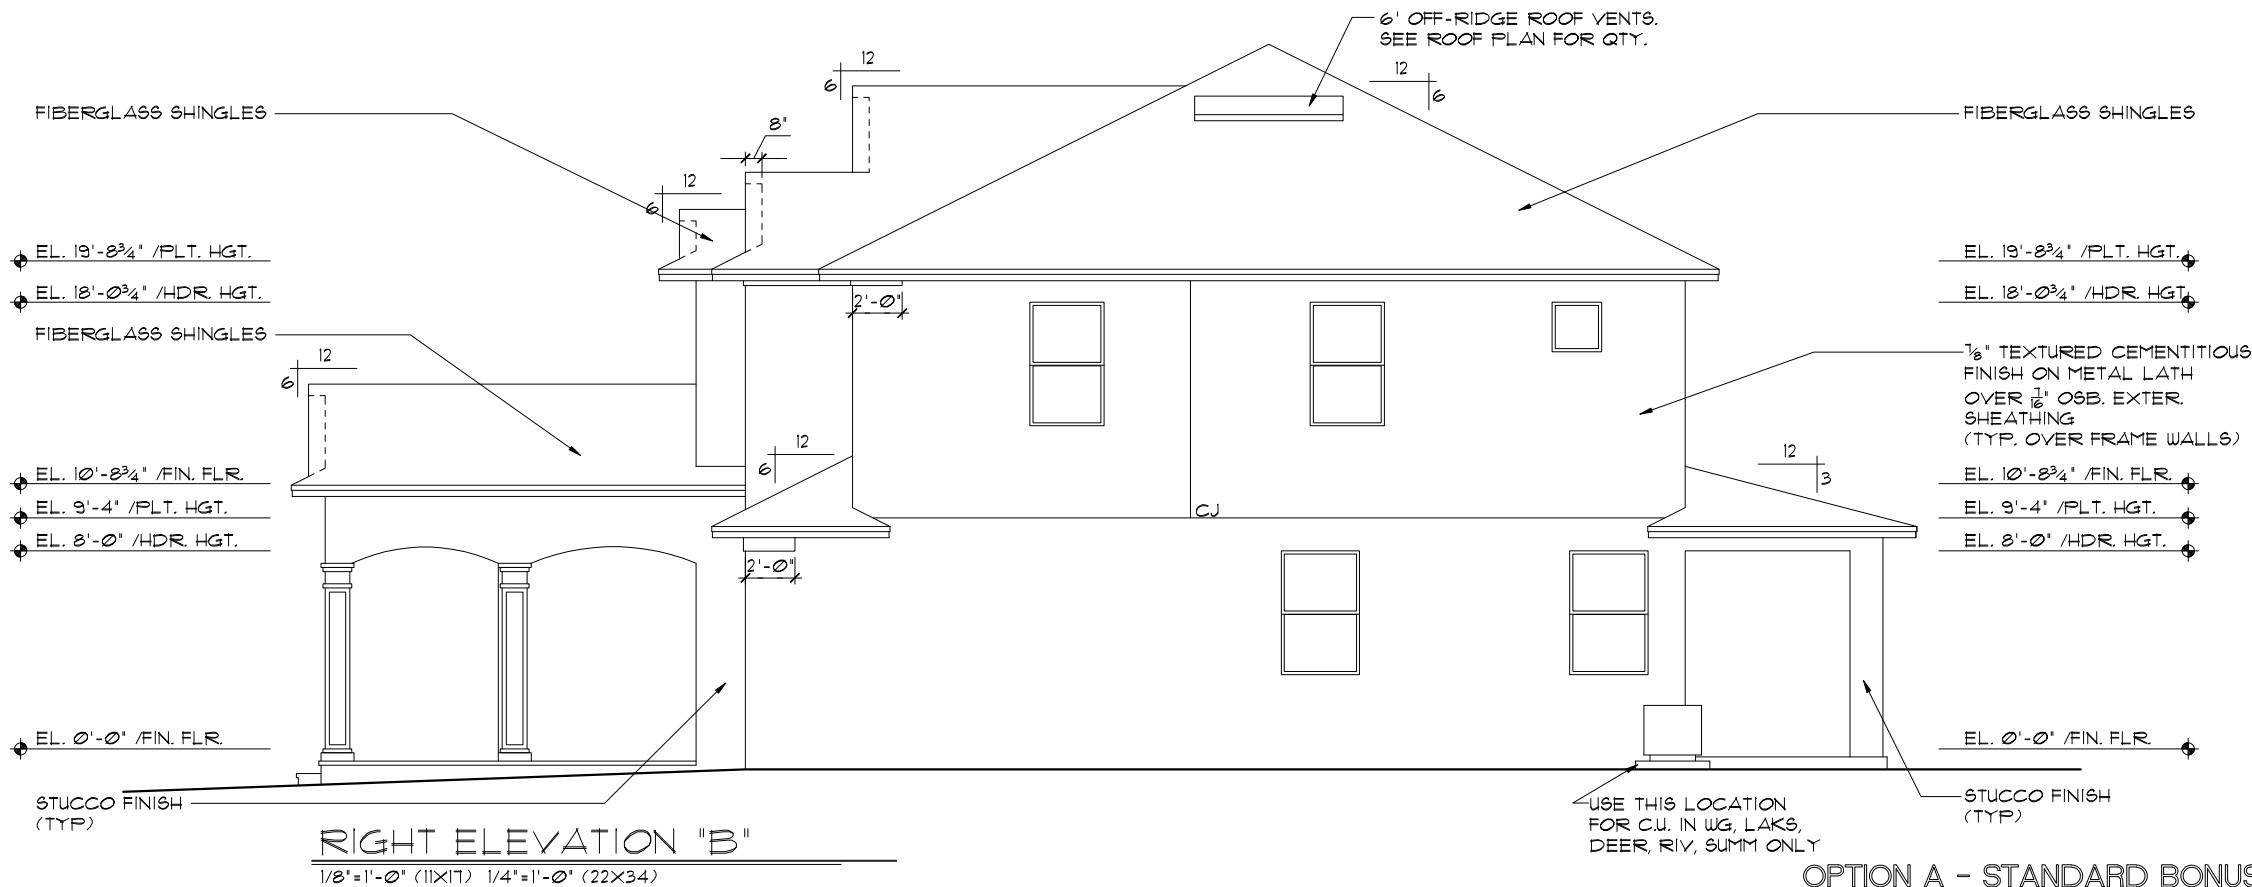 6' OFF-RIDGE ROOF VENTS.
SEE ROOF PLAN FOR QTY.
12
6
12
6
FIBERGLASS SHINGLES
FIBERGLASS SHINGLES
8"
12
6
EL. 19'-8¾" /PLT. HGT.
EL. 18'-0¾" /HDR. HGT.
2'-0"
EL. 19'-8¾" /PLT. HGT.
EL. 18'-0¾" /HDR. HGT
FIBERGLASS SHINGLES
12
6
⅞" TEXTURED CEMENTITIOUS
FINISH ON METAL LATH
OVER 7/16" OSB. EXTER.
SHEATHING
(TYP. OVER FRAME WALLS)
12
6
12
3
EL. 10'-8¾" /FIN. FLR.
EL. 9'-4" /PLT. HGT.
EL. 8'-0" /HDR. HGT.
CJ
EL. 10'-8¾" /FIN. FLR.
EL. 9'-4" /PLT. HGT.
EL. 8'-0" /HDR. HGT.
2'-0"
EL. 0'-0" /FIN. FLR.
EL. 0'-0" /FIN. FLR.
STUCCO FINISH
(TYP)
USE THIS LOCATION
FOR C.U. IN WG, LAKS,
DEER, RIV, SUMM ONLY
STUCCO FINISH
(TYP)
RIGHT ELEVATION "B"
1/8"=1'-0" (11X17) 1/4"=1'-0" (22X34)
OPTION A - STANDARD BONUS